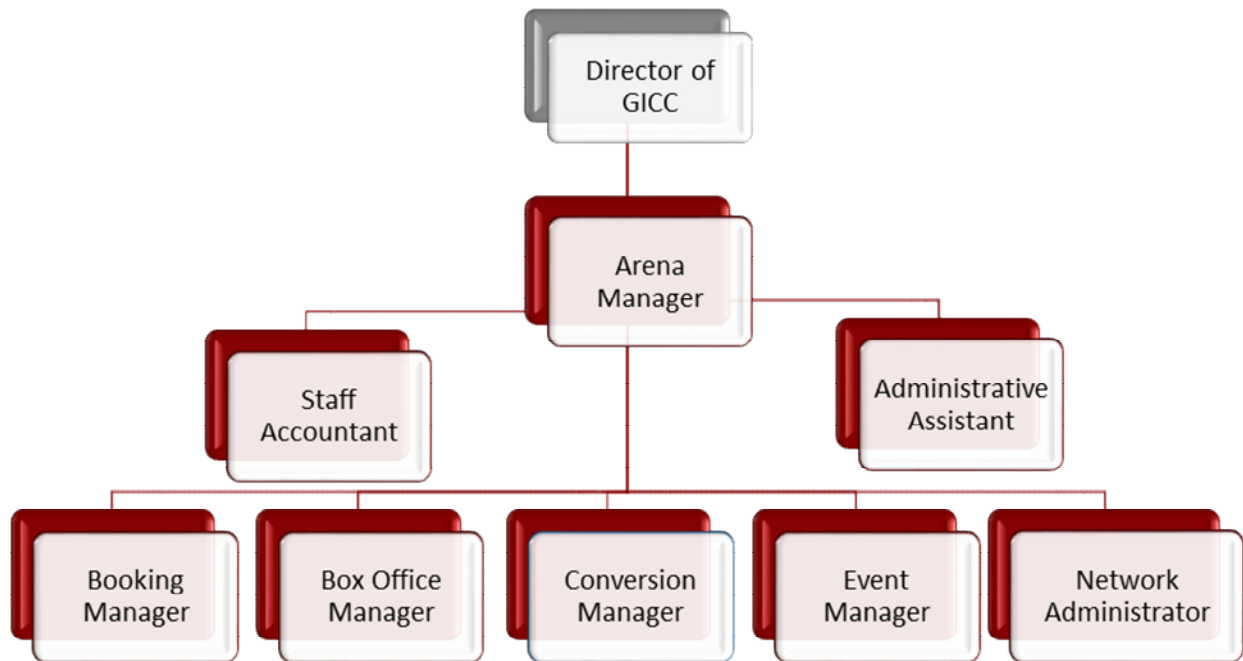 Director of
GICC
Arena
Manager
Staff
Accountant
Administrative
Assistant
Booking
Manager
Box Office
Manager
Conversion
Manager
Event
Manager
Network
Administrator